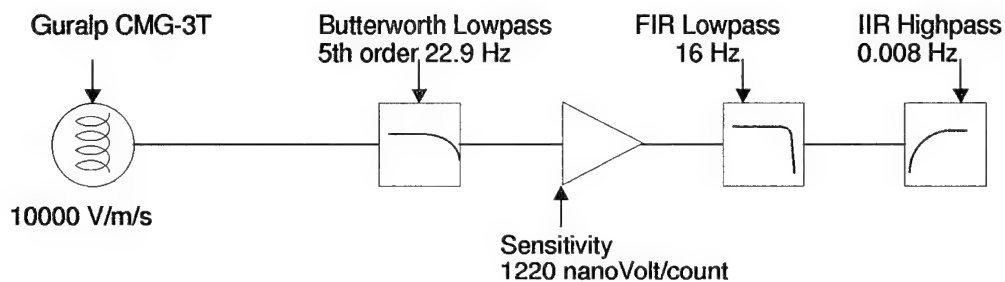 Guralp CMG-3T
Butterworth Lowpass
5th order 22.9 Hz
FIR Lowpass
16 Hz
IIR Highpass
0.008 Hz
10000 V/m/s
Sensitivity
1220 nanoVolt/count